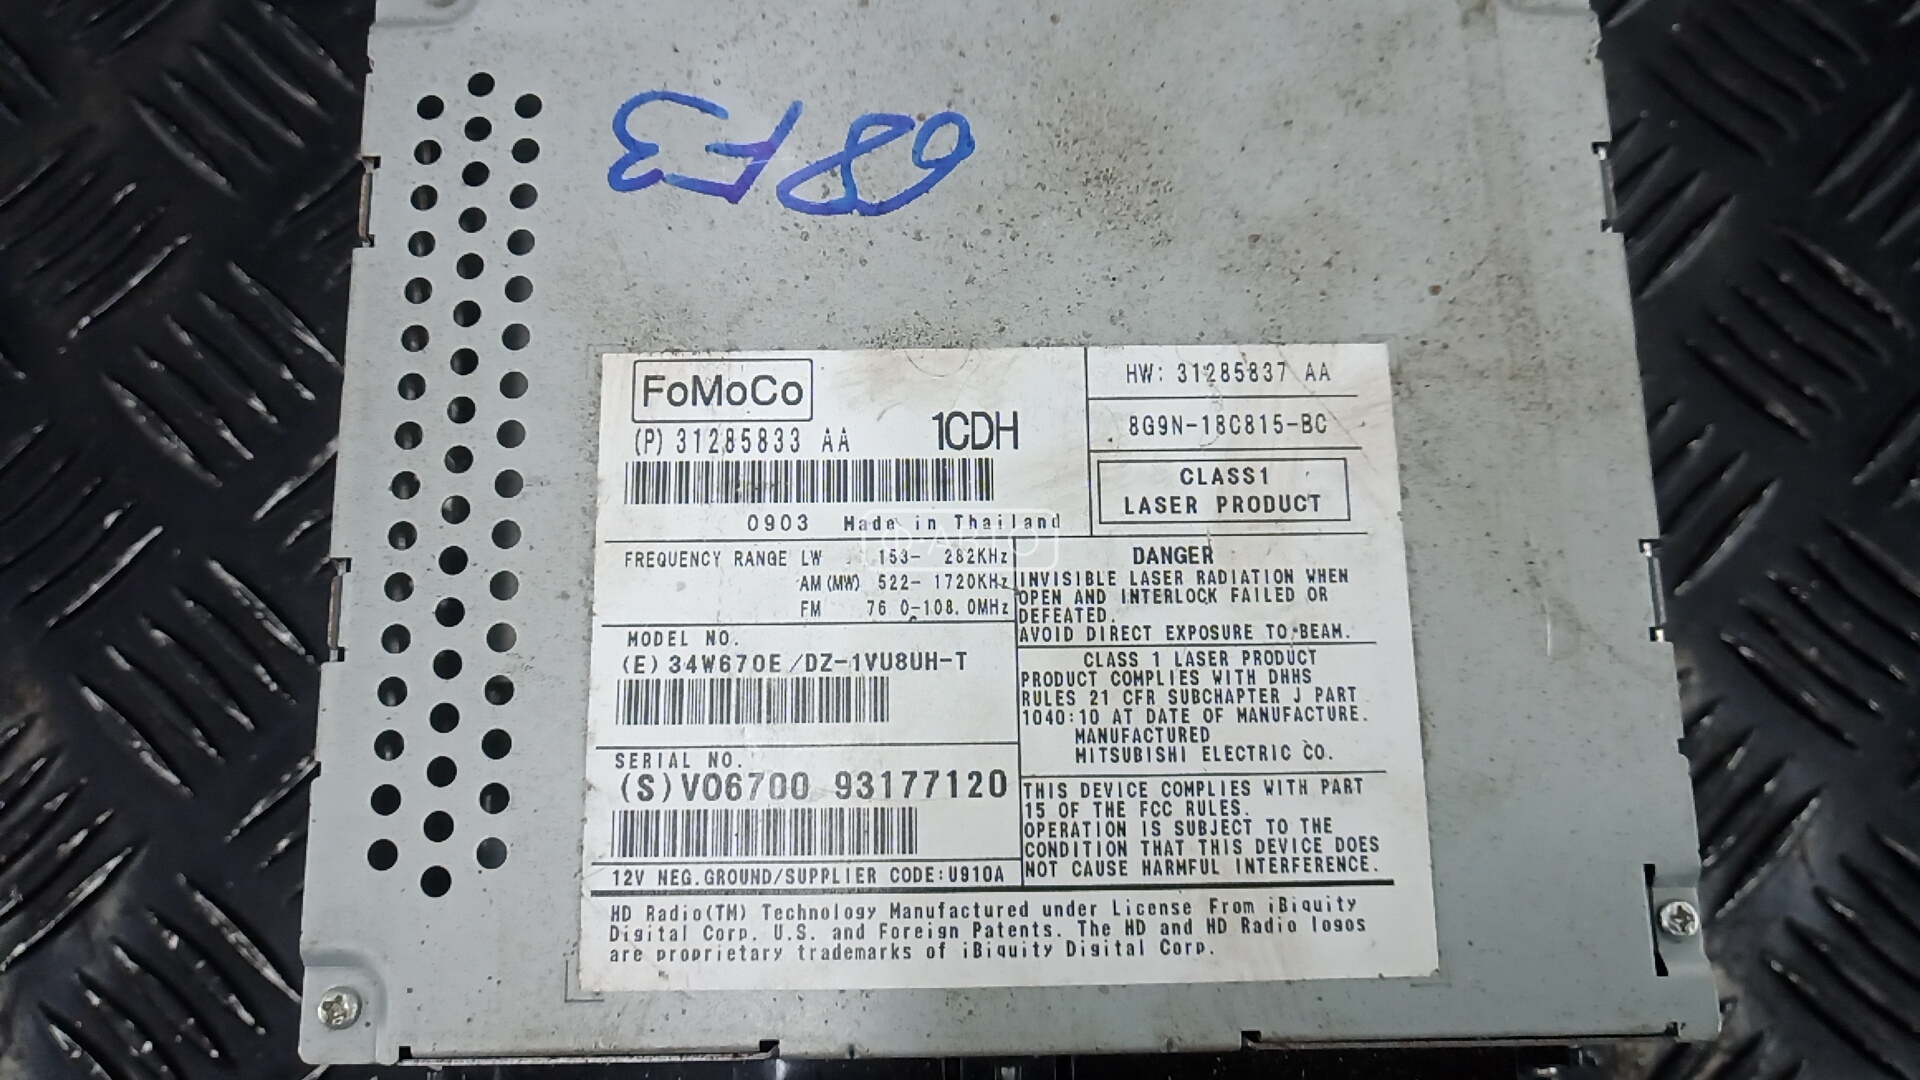 68 F3
FoMoCo
(P) 31285833 AA 1CDH
0903 Made in Thailand
HW: 31285837 AA
8G9N-18C815-BC
CLASS1
LASER PRODUCT
FREQUENCY RANGE LW 153- 282KHz
AM (MW) 522- 1720KHz
FM 76.0-108.0MHz
DANGER
INVISIBLE LASER RADIATION WHEN
OPEN AND INTERLOCK FAILED OR
DEFEATED.
AVOID DIRECT EXPOSURE TO BEAM.
MODEL NO.
(E) 34W670E/DZ-1VU8UH-T
CLASS 1 LASER PRODUCT
PRODUCT COMPLIES WITH DHHS
RULES 21 CFR SUBCHAPTER J PART
1040:10 AT DATE OF MANUFACTURE.
MANUFACTURED
MITSUBISHI ELECTRIC CO.
SERIAL NO.
(S) VO6700 93177120
THIS DEVICE COMPLIES WITH PART
15 OF THE FCC RULES.
OPERATION IS SUBJECT TO THE
CONDITION THAT THIS DEVICE DOES
NOT CAUSE HARMFUL INTERFERENCE.
12V NEG.GROUND/SUPPLIER CODE:U910A
HD Radio(TM) Technology Manufactured under License From iBiquity
Digital Corp. U.S. and Foreign Patents. The HD and HD Radio logos
are proprietary trademarks of iBiquity Digital Corp.